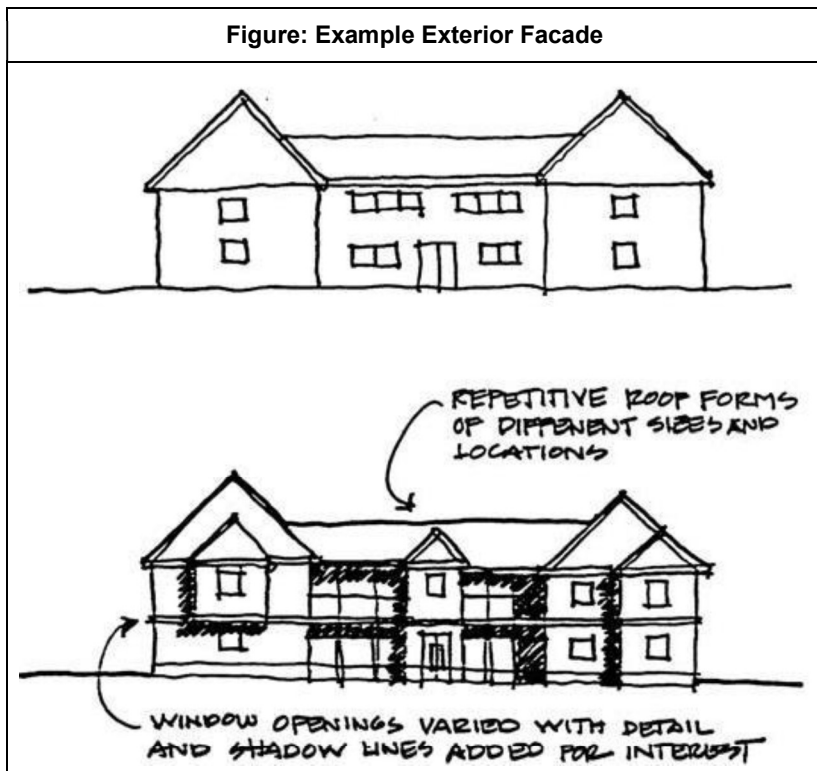 Figure: Example Exterior Facade
REPETITIVE ROOF FORMS
OF DIFFERENT SIZES AND
LOCATIONS
WINDOW OPENINGS VARIED WITH DETAIL
AND SHADOW LINES ADDED FOR INTEREST